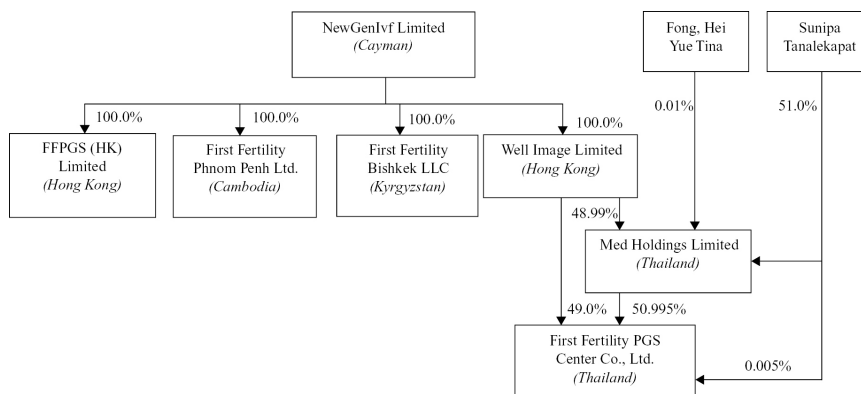 NewGenIvf Limited
(Cayman)
Fong, Hei
Yue Tina
Sunipa
Tanalekapat
100.0%
100.0%
100.0%
100.0%
0.01%
51.0%
FFPGS (HK)
Limited
(Hong Kong)
First Fertility
Phnom Penh Ltd.
(Cambodia)
First Fertility
Bishkek LLC
(Kyrgyzstan)
Well Image Limited
(Hong Kong)
48.99%
Med Holdings Limited
(Thailand)
49.0%
50.995%
First Fertility PGS
Center Co., Ltd.
(Thailand)
0.005%